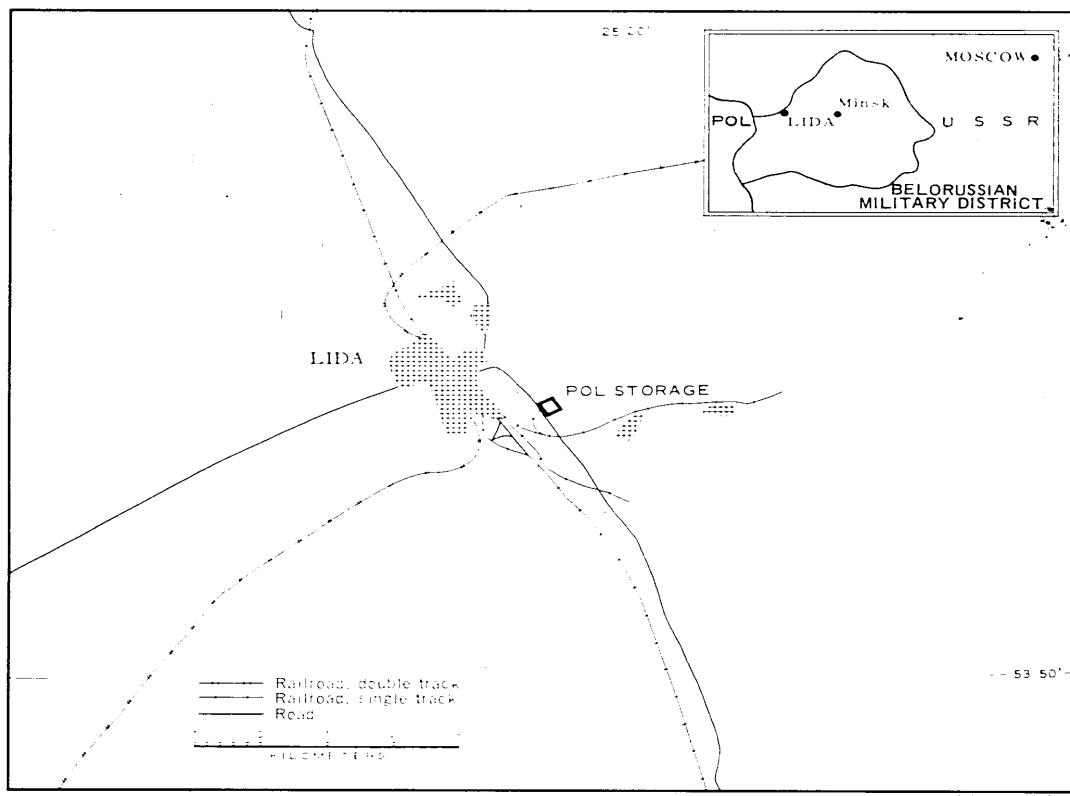 25 20'
MOSCOW
Minsk
POL
LIDA
U S S R
BELORUSSIAN
MILITARY DISTRICT
LIDA
POL STORAGE
53 50'
Railroad, double track
Railroad, single track
Road
KILOMETERS